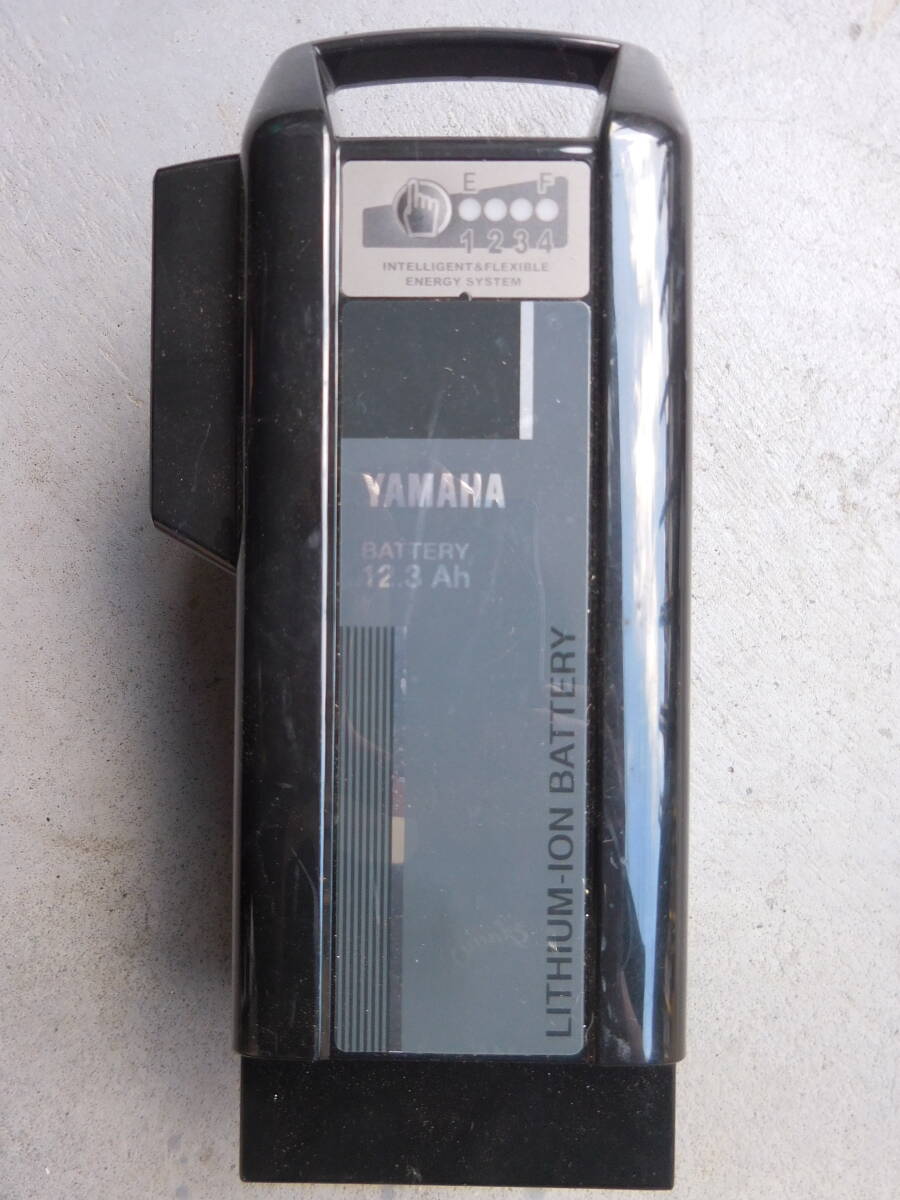 E F
1 2 3 4
INTELLIGENT&FLEXIBLE
ENERGY SYSTEM
YAMAHA
BATTERY
12.3 Ah
LITHIUM-ION BATTERY